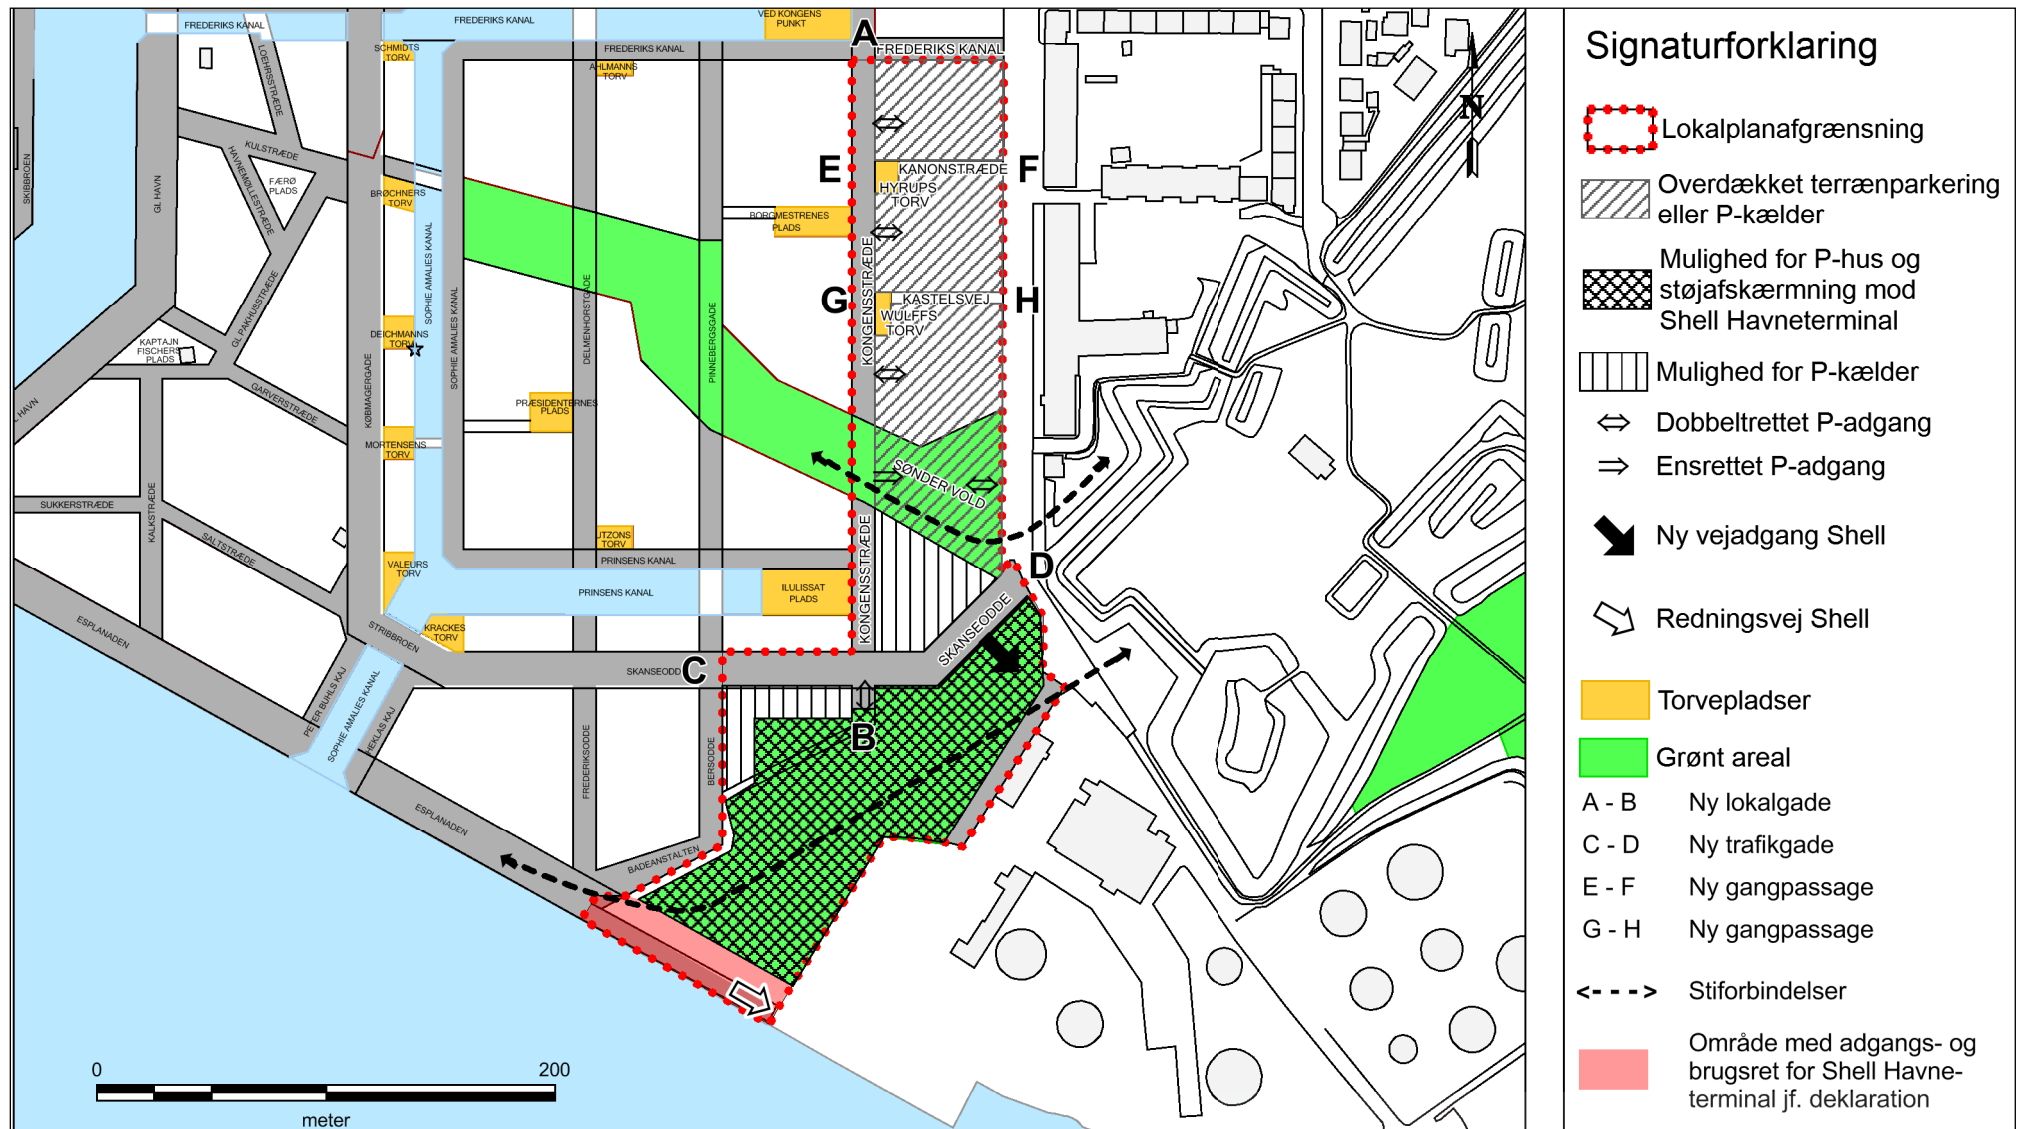 FREDERIKS KANAL
FREDERIKS KANAL
VED KONGENS
PUNKT
A
SCHMIDTS
TORV
FREDERIKS KANAL
FREDERIKS KANAL
AHLMANNS
TORV
LOEHRSSTRÆDE
SKIBBROEN
GL HAVN
KULSTRÆDE
HAVNEMØLLESTRÆDE
FÆRØ
PLADS
BRØCHNERS
TORV
BORGMESTRENES
PLADS
E
KANONSTRÆDE
F
HYRUPS
TORV
SOPHIE AMALIES KANAL
SOPHIE AMALIES KANAL
KONGENSSTRÆDE
G
KASTELSVEJ
H
WULFFS
TORV
GL PAKHUSSTRÆDE
DEICHMANNS
TORV
KAPTAJN
FISCHERS
PLADS
DELMENHORSTGADE
PINNEBERGSGADE
KØBMAGERGADE
GARVERSTRÆDE
L HAVN
PRÆSIDENTERNES
PLADS
MORTENSENS
TORV
SØNDER VOLD
SUKKERSTRÆDE
KALKSTRÆDE
SALTSTRÆDE
UTZONS
TORV
PRINSENS KANAL
KONGENSSTRÆDE
D
VALEURS
TORV
PRINSENS KANAL
ILULISSAT
PLADS
ESPLANADEN
STRIBBROEN
KRACKES
TORV
SKANSEODDE
C
SKANSEODD
PETER BUHLS KAJ
SOPHIE AMALIES KANAL
HEKLAS KAJ
B
FREDERIKSODDE
BERSODDE
ESPLANADEN
BADEANSTALTEN
0
200
meter
N
Signaturforklaring
Lokalplanafgrænsning
Overdækket terrænparkering
eller P-kælder
Mulighed for P-hus og
støjafskærmning mod
Shell Havneterminal
Mulighed for P-kælder
Dobbeltrettet P-adgang
Ensrettet P-adgang
Ny vejadgang Shell
Redningsvej Shell
Torvepladser
Grønt areal
A - B Ny lokalgade
C - D Ny trafikgade
E - F Ny gangpassage
G - H Ny gangpassage
Stiforbindelser
Område med adgangs- og
brugsret for Shell Havne-
terminal jf. deklaration